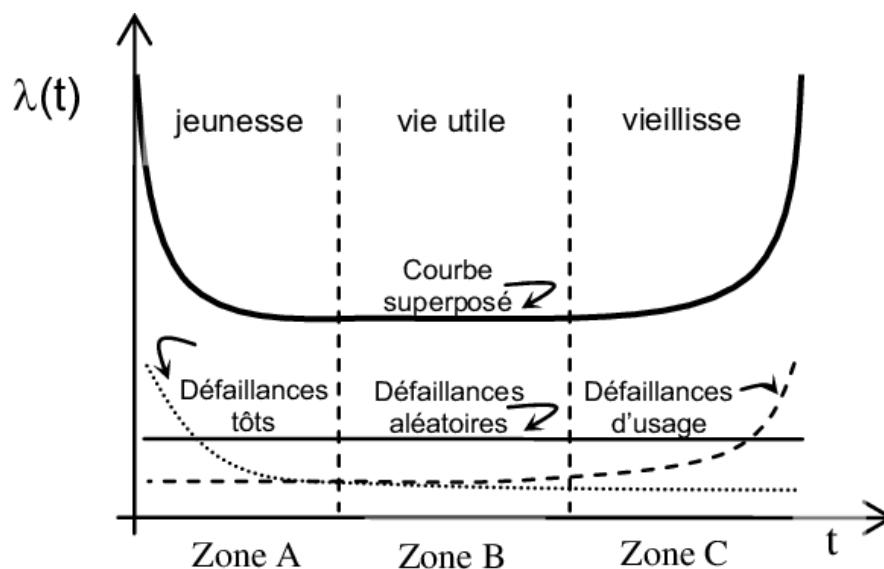 λ(t)
jeunesse
vie utile
vieillisse
Courbe
superposé
Défaillances
tôts
Défaillances
aléatoires
Défaillances
d'usage
Zone A
Zone B
Zone C
t